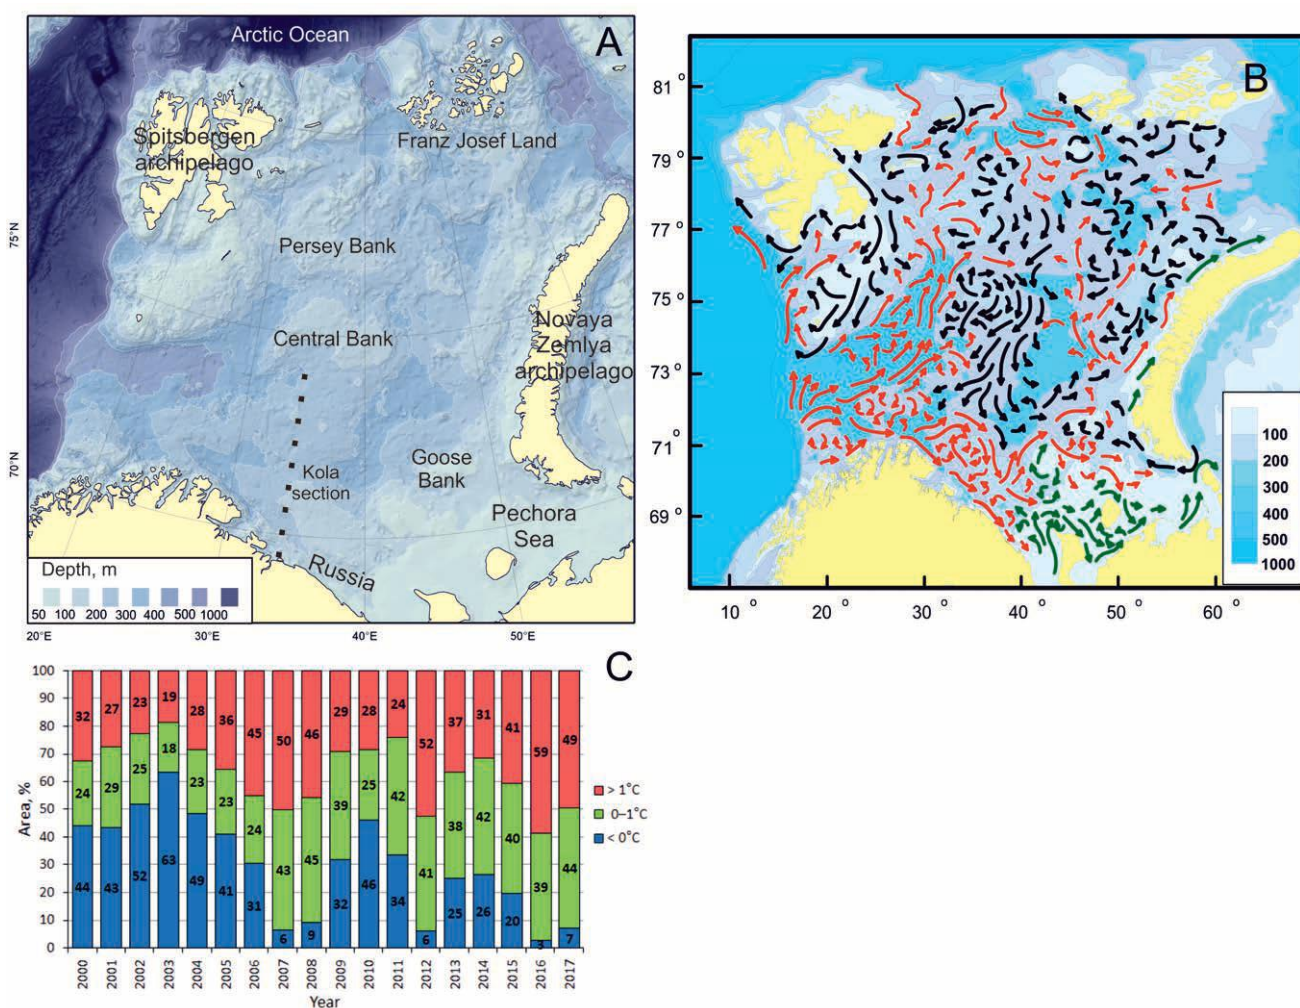 Arctic Ocean
A
Spitsbergen
archipelago
Franz Josef Land
75°N
Persey Bank
Central Bank
Novaya
Zemlya
archipelago
70°N
Kola
section
Goose
Bank
Pechora
Sea
Russia
Depth, m
50 100 200 300 400 500 1000
20°E 30°E 40°E 50°E
B
81 °
79 °
77 °
75 °
73 °
71 °
69 °
100
200
300
400
500
1000
10 ° 20 ° 30 ° 40 ° 50 ° 60 °
C
100
90
80
70
60
50
40
30
20
10
0
Area, %
32 27 23 19 28 36 45 50 46 29 28 24 52 37 31 41 59 49
24 29 25 18 23 23 24 43 45 39 25 42 41 38 42 40 39 44
44 43 52 63 49 41 31 6 9 32 46 34 6 25 26 20 3 7
> 1°C
0–1°C
< 0°C
2000 2001 2002 2003 2004 2005 2006 2007 2008 2009 2010 2011 2012 2013 2014 2015 2016 2017
Year